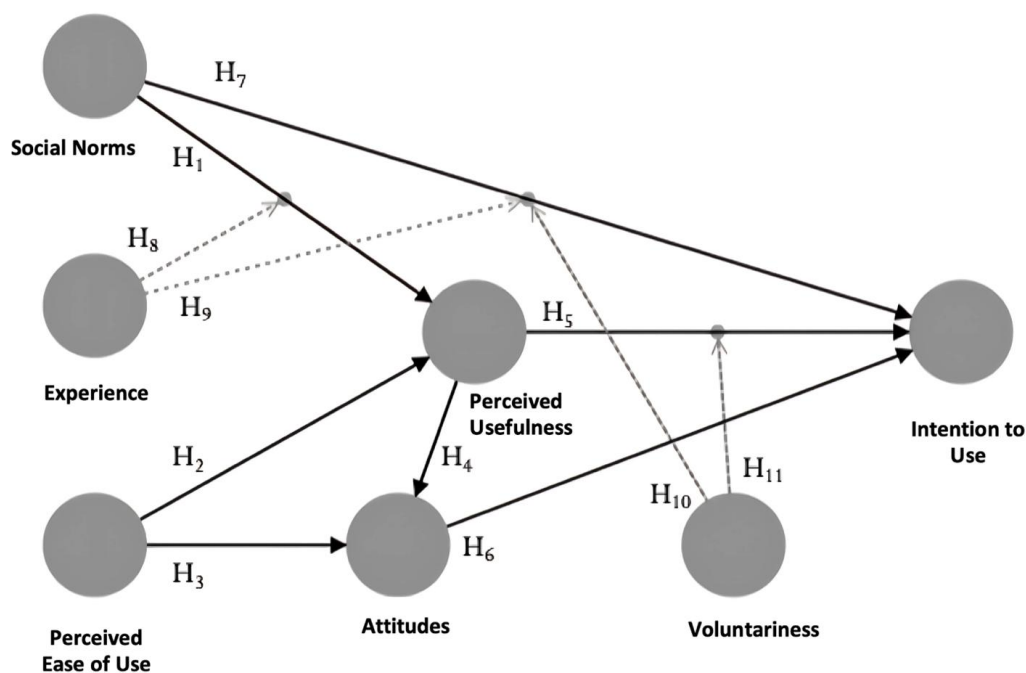 H7
Social Norms
H1
H8
H9
Experience
H5
Perceived
Usefulness
Intention to
Use
H2
H4
H11
H10
H3
H6
Attitudes
Voluntariness
Perceived
Ease of Use